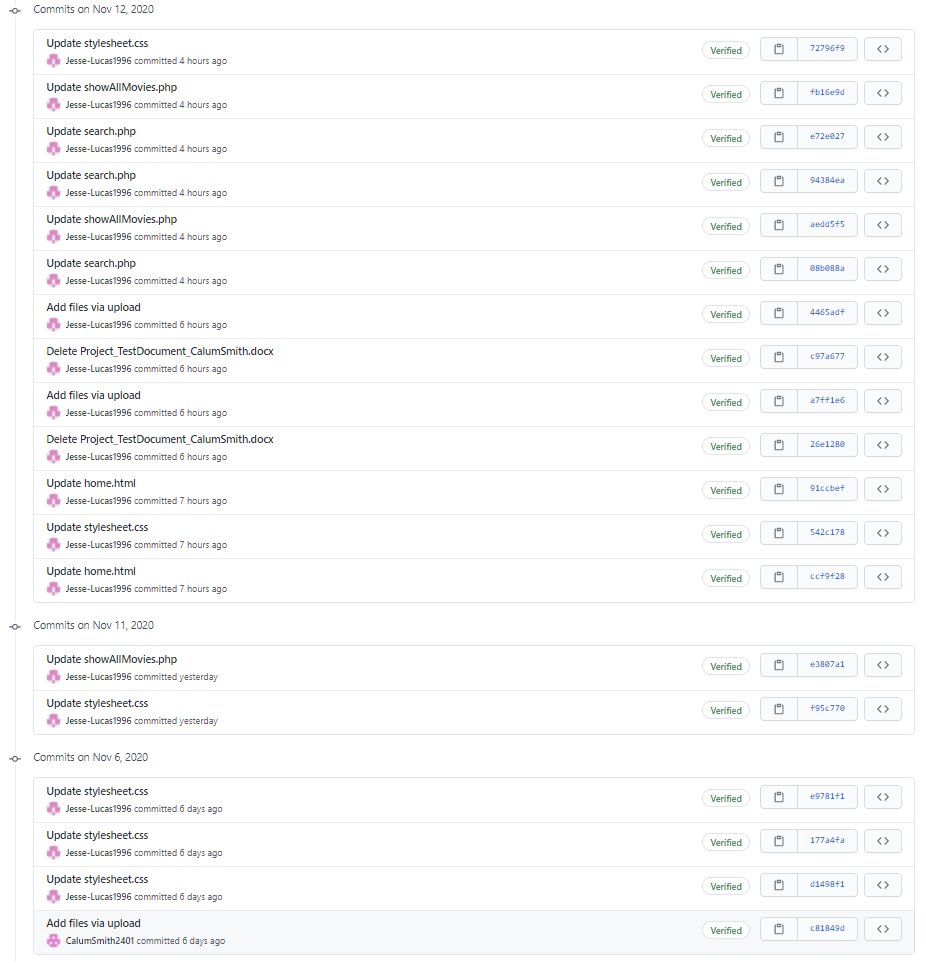 Commits on Nov 12, 2020
Update stylesheet.css
Jesse-Lucas1996 committed 4 hours ago
Verified
72796f9
Update showAllMovies.php
Jesse-Lucas1996 committed 4 hours ago
Verified
fb16e9d
Update search.php
Jesse-Lucas1996 committed 4 hours ago
Verified
e72e027
Update search.php
Jesse-Lucas1996 committed 4 hours ago
Verified
94384ea
Update showAllMovies.php
Jesse-Lucas1996 committed 4 hours ago
Verified
aedd5f5
Update search.php
Jesse-Lucas1996 committed 4 hours ago
Verified
08b088a
Add files via upload
Jesse-Lucas1996 committed 6 hours ago
Verified
4465adf
Delete Project_TestDocument_CalumSmith.docx
Jesse-Lucas1996 committed 6 hours ago
Verified
c97a677
Add files via upload
Jesse-Lucas1996 committed 6 hours ago
Verified
a7ff1e6
Delete Project_TestDocument_CalumSmith.docx
Jesse-Lucas1996 committed 6 hours ago
Verified
26e1280
Update home.html
Jesse-Lucas1996 committed 7 hours ago
Verified
91ccbef
Update stylesheet.css
Jesse-Lucas1996 committed 7 hours ago
Verified
542c178
Update home.html
Jesse-Lucas1996 committed 7 hours ago
Verified
ccf9f28
Commits on Nov 11, 2020
Update showAllMovies.php
Jesse-Lucas1996 committed yesterday
Verified
e3807a1
Update stylesheet.css
Jesse-Lucas1996 committed yesterday
Verified
f95c770
Commits on Nov 6, 2020
Update stylesheet.css
Jesse-Lucas1996 committed 6 days ago
Verified
e9781f1
Update stylesheet.css
Jesse-Lucas1996 committed 6 days ago
Verified
177a4fa
Update stylesheet.css
Jesse-Lucas1996 committed 6 days ago
Verified
d1498f1
Add files via upload
CalumSmith2401 committed 6 days ago
Verified
c81849d